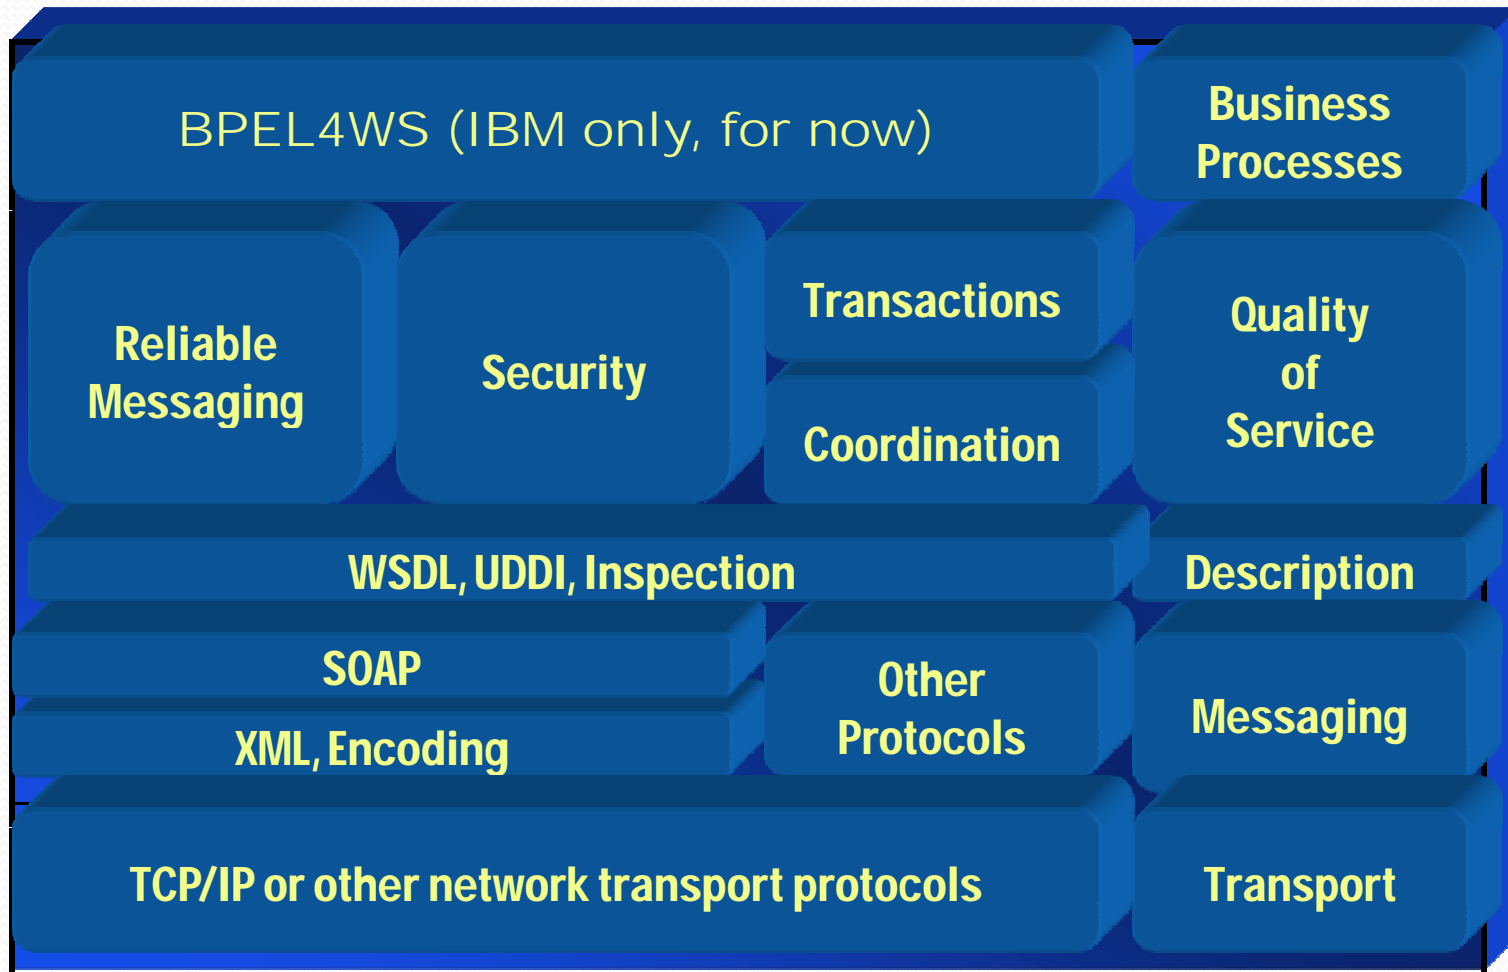 BPEL4WS (IBM only, for now)
Business
Processes
Reliable
Messaging
Security
Transactions
Coordination
Quality
of
Service
WSDL, UDDI, Inspection
Description
SOAP
XML, Encoding
Other
Protocols
Messaging
TCP/IP or other network transport protocols
Transport